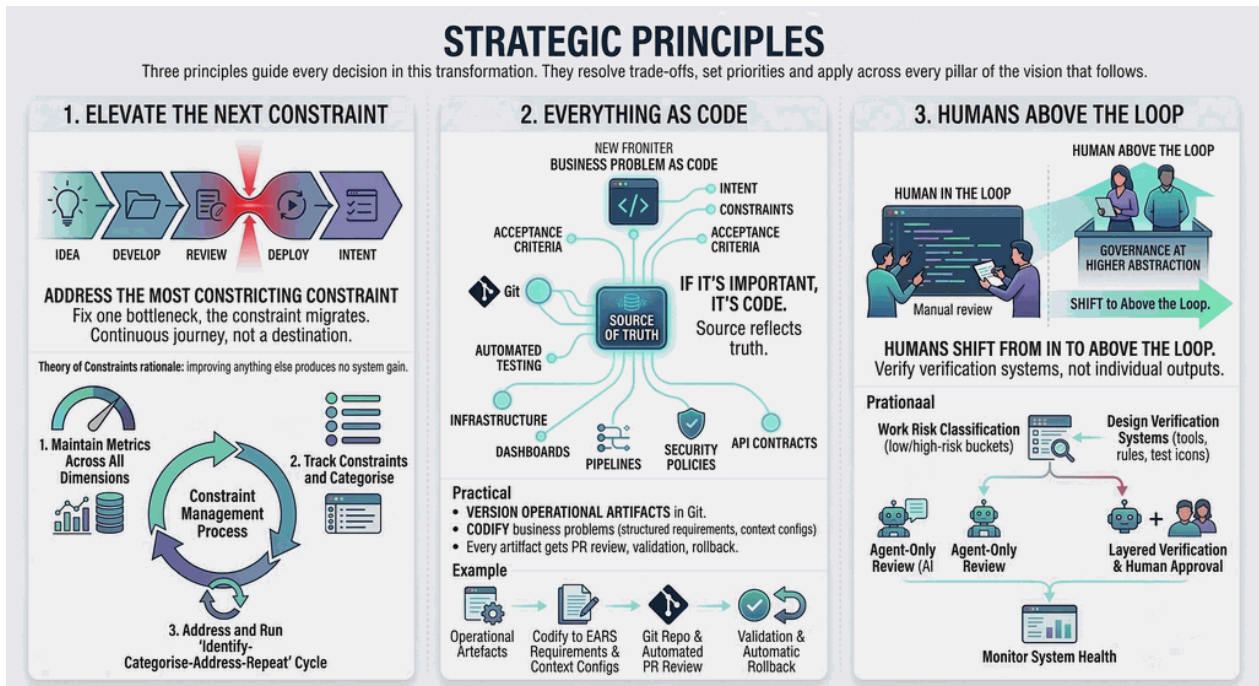 STRATEGIC PRINCIPLES
Three principles guide every decision in this transformation. They resolve trade-offs, set priorities and apply across every pillar of the vision that follows.
1. ELEVATE THE NEXT CONSTRAINT
IDEA
DEVELOP
REVIEW
DEPLOY
INTENT
ADDRESS THE MOST CONSTRICTING CONSTRAINT
Fix one bottleneck, the constraint migrates.
Continuous journey, not a destination.
Theory of Constraints rationale: improving anything else produces no system gain.
1. Maintain Metrics
Across All
Dimensions
2. Track Constraints
and Categorise
Constraint
Management
Process
3. Address and Run
'Identify-
Categorise-Address-Repeat' Cycle
2. EVERYTHING AS CODE
NEW FRONITER
BUSINESS PROBLEM AS CODE
</>
INTENT
CONSTRAINTS
ACCEPTANCE
CRITERIA
ACCEPTANCE
CRITERIA
Git
SOURCE
OF TRUTH
IF IT'S IMPORTANT,
IT'S CODE.
Source reflects
truth.
AUTOMATED
TESTING
INFRASTRUCTURE
DASHBOARDS
PIPELINES
SECURITY
POLICIES
API CONTRACTS
Practical
• VERSION OPERATIONAL ARTIFACTS in Git.
• CODIFY business problems (structured requirements, context configs)
• Every artiffact gets PR review, validation, rollback.
Example
Operational
Artefacts
Codify to EARS
Requirements &
Context Configs
Git Repo &
Automated
PR Review
Validation &
Automatic
Rollback
3. HUMANS ABOVE THE LOOP
HUMAN IN THE LOOP
Manual review
HUMAN ABOVE THE LOOP
GOVERNANCE AT
HIGHER ABSTRACTION
SHIFT to Above the Loop.
HUMANS SHIFT FROM IN TO ABOVE THE LOOP.
Verify verification systems, not individual outputs.
Prationaal
Work Risk Classification
(low/high-risk buckets)
Design Verification
Systems (tools,
rules, test icons)
Agent-Only
Review (AI
Agent-Only
Review
+
Layered Verification
& Human Approval
Monitor System Health